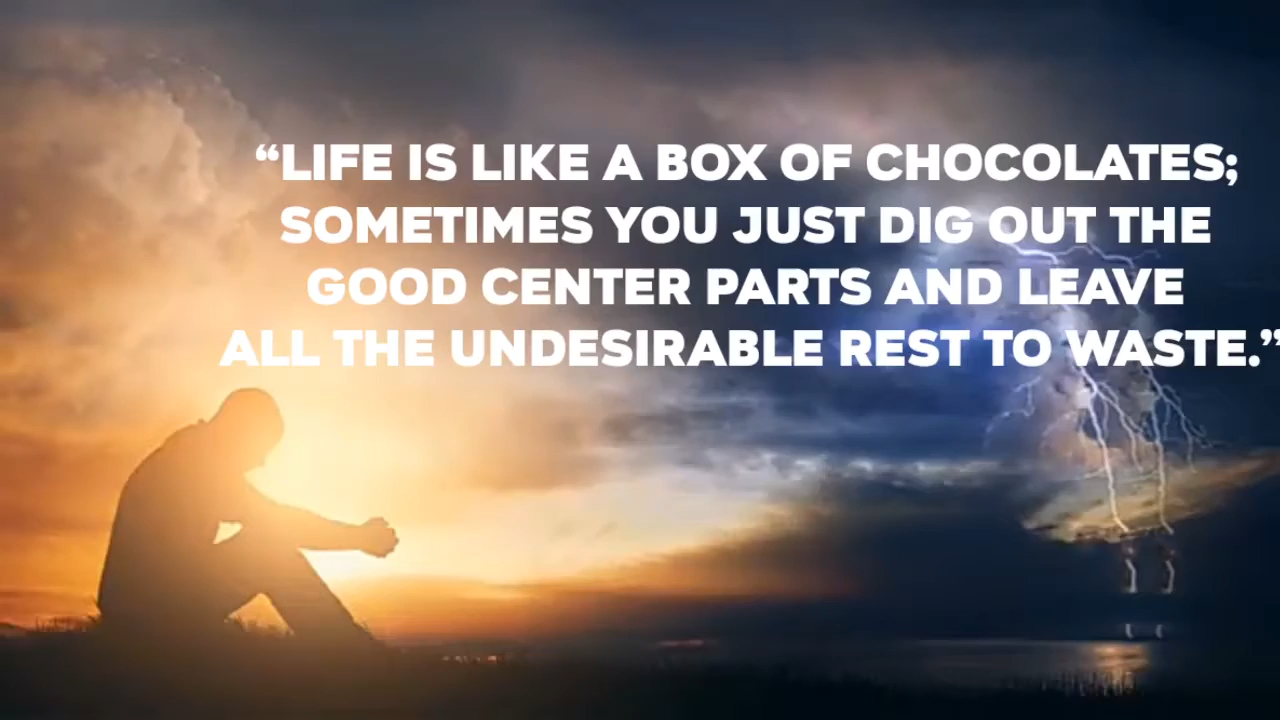 “LIFE IS LIKE A BOX OF CHOCOLATES;
SOMETIMES YOU JUST DIG OUT THE
GOOD CENTER PARTS AND LEAVE
ALL THE UNDESIRABLE REST TO WASTE.”